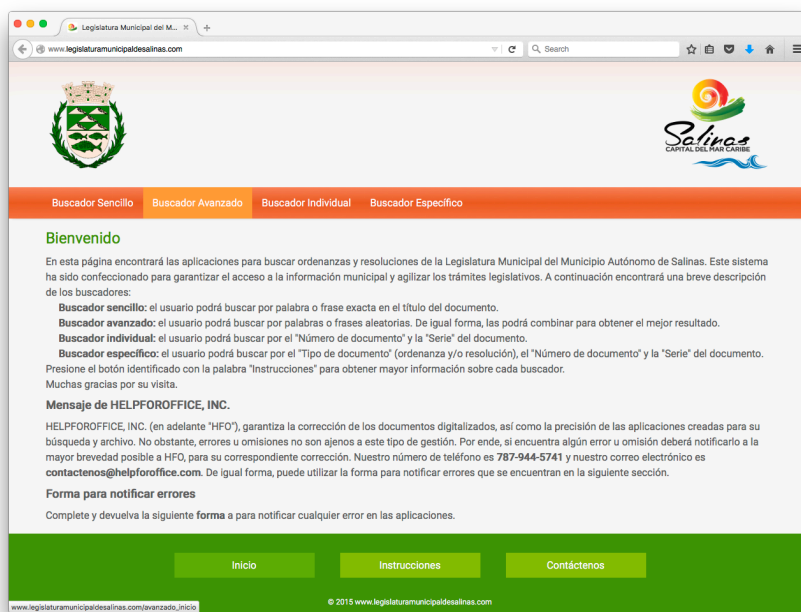 Legislatura Municipal del M...
www.legislaturamunicipaldesalinas.com
Search
Salinas
CAPITAL DEL MAR CARIBE
Buscador Sencillo Buscador Avanzado Buscador Individual Buscador Específico
Bienvenido
En esta página encontrará las aplicaciones para buscar ordenanzas y resoluciones de la Legislatura Municipal del Municipio Autónomo de Salinas. Este sistema
ha sido confeccionado para garantizar el acceso a la información municipal y agilizar los trámites legislativos. A continuación encontrará una breve descripción
de los buscadores:
Buscador sencillo: el usuario podrá buscar por palabra o frase exacta en el título del documento.
Buscador avanzado: el usuario podrá buscar por palabras o frases aleatorias. De igual forma, las podrá combinar para obtener el mejor resultado.
Buscador individual: el usuario podrá buscar por el "Número de documento" y la "Serie" del documento.
Buscador específico: el usuario podrá buscar por el "Tipo de documento" (ordenanza y/o resolución), el "Número de documento" y la "Serie" del documento.
Presione el botón identificado con la palabra "Instrucciones" para obtener mayor información sobre cada buscador.
Muchas gracias por su visita.
Mensaje de HELPFOROFFICE, INC.
HELPFOROFFICE, INC. (en adelante "HFO"), garantiza la corrección de los documentos digitalizados, así como la precisión de las aplicaciones creadas para su
búsqueda y archivo. No obstante, errores u omisiones no son ajenos a este tipo de gestión. Por ende, si encuentra algún error u omisión deberá notificarlo a la
mayor brevedad posible a HFO, para su correspondiente corrección. Nuestro número de teléfono es 787-944-5741 y nuestro correo electrónico es
contactenos@helpforoffice.com. De igual forma, puede utilizar la forma para notificar errores que se encuentran en la siguiente sección.
Forma para notificar errores
Complete y devuelva la siguiente forma a para notificar cualquier error en las aplicaciones.
Inicio Instrucciones Contáctenos
© 2015 www.legislaturamunicipaldesalinas.com
www.legislaturamunicipaldesalinas.com/avanzado_inicio